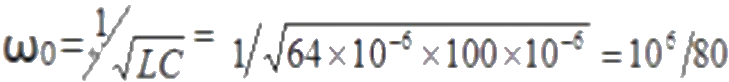 ω₀=1/√LC = 1/√64×10⁻⁶×100×10⁻⁶ =10⁶/80